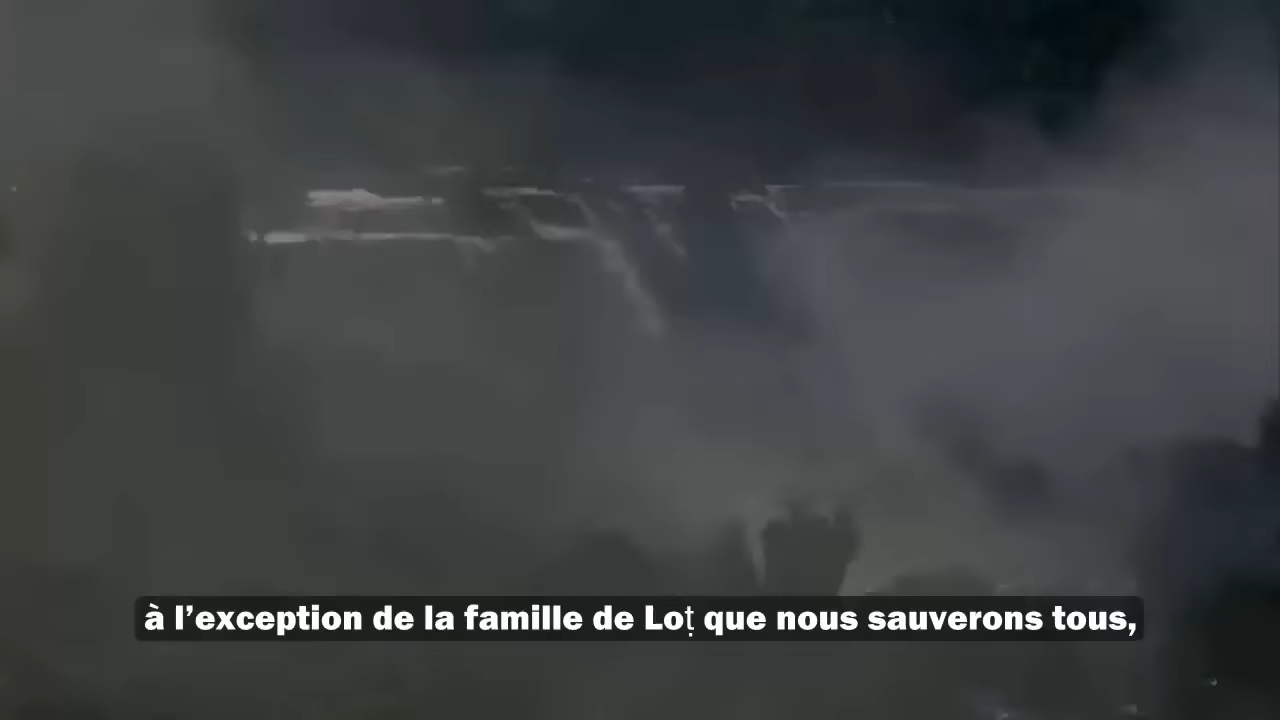 à l’exception de la famille de Loṭ que nous sauverons tous,